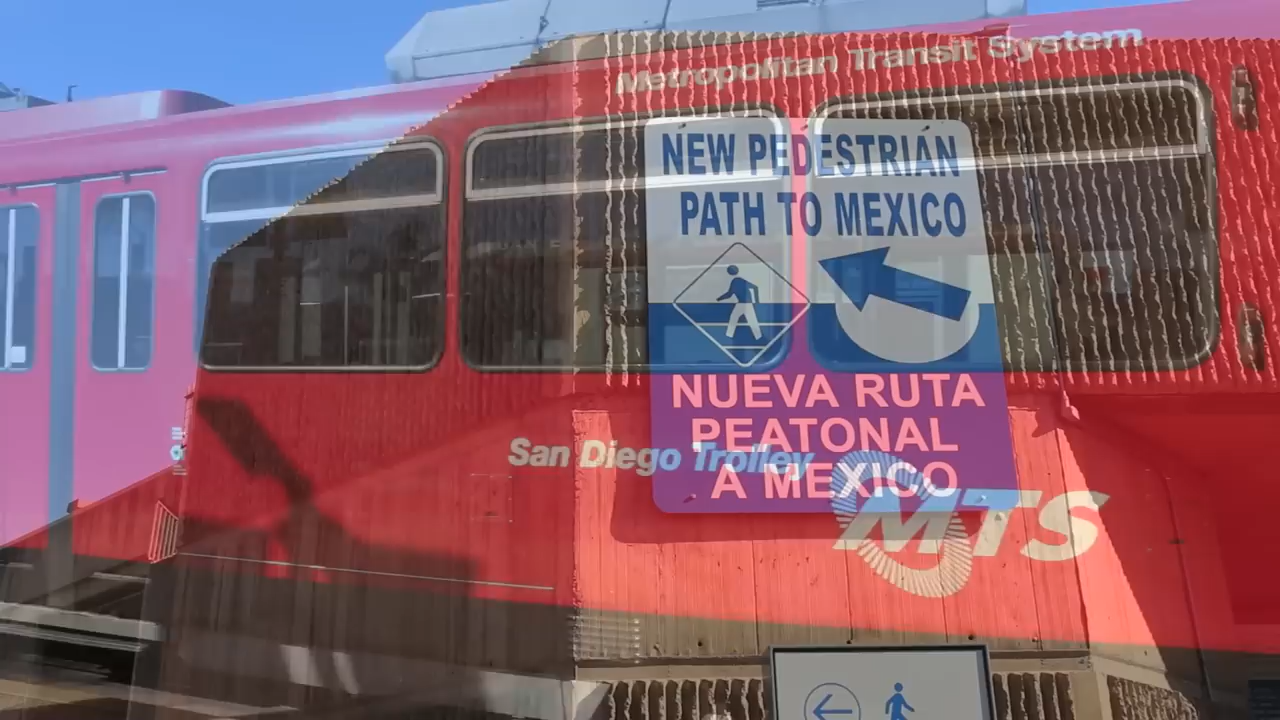 Metropolitan Transit System
NEW PEDESTRIAN
PATH TO MEXICO
NUEVA RUTA
PEATONAL
A MEXICO
San Diego Trolley
MTS